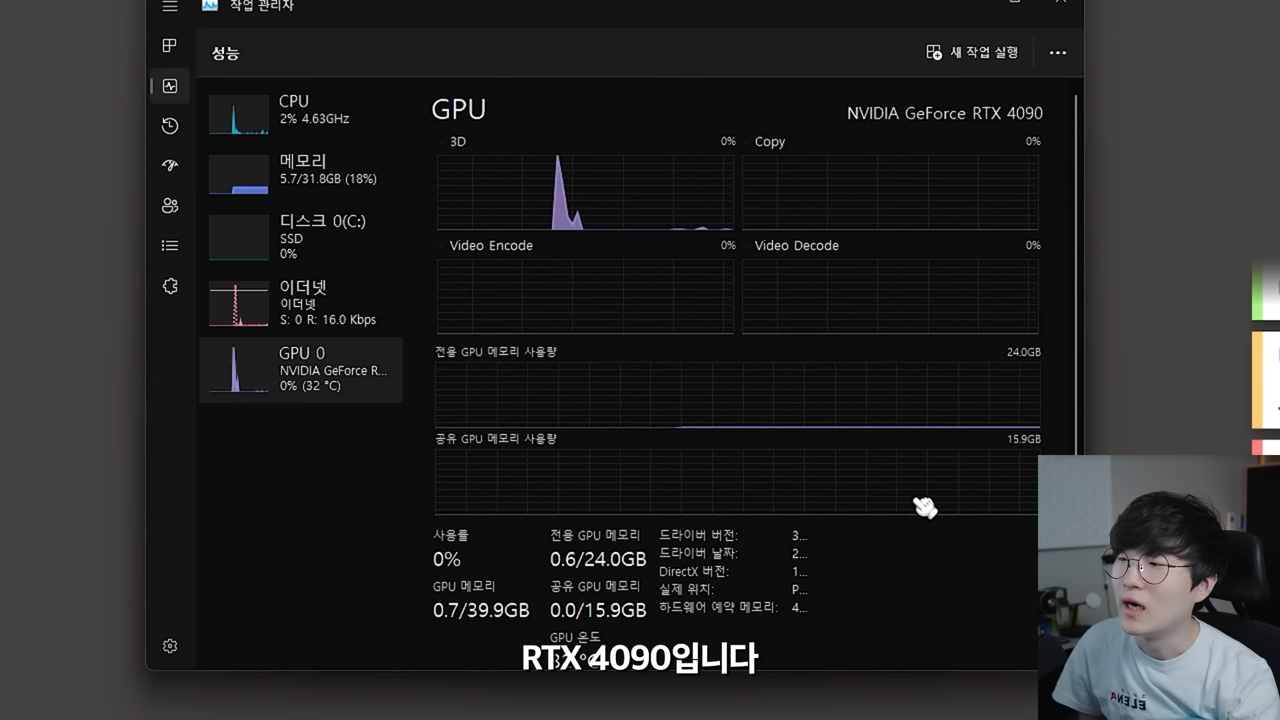 작업 관리자
성능
새 작업 실행
CPU
2% 4.63GHz
메모리
5.7/31.8GB (18%)
디스크 0(C:)
SSD
0%
이더넷
이더넷
S: 0 R: 16.0 Kbps
GPU 0
NVIDIA GeForce R...
0% (32 °C)
GPU
NVIDIA GeForce RTX 4090
3D 0%
Copy 0%
Video Encode 0%
Video Decode 0%
전용 GPU 메모리 사용량 24.0GB
공유 GPU 메모리 사용량 15.9GB
사용률
0%
GPU 메모리
0.7/39.9GB
전용 GPU 메모리
0.6/24.0GB
공유 GPU 메모리
0.0/15.9GB
GPU 온도
드라이버 버전: 3...
드라이버 날짜: 2...
DirectX 버전: 1...
실제 위치: P...
하드웨어 예약 메모리: 4...
RTX 4090입니다
ELENA